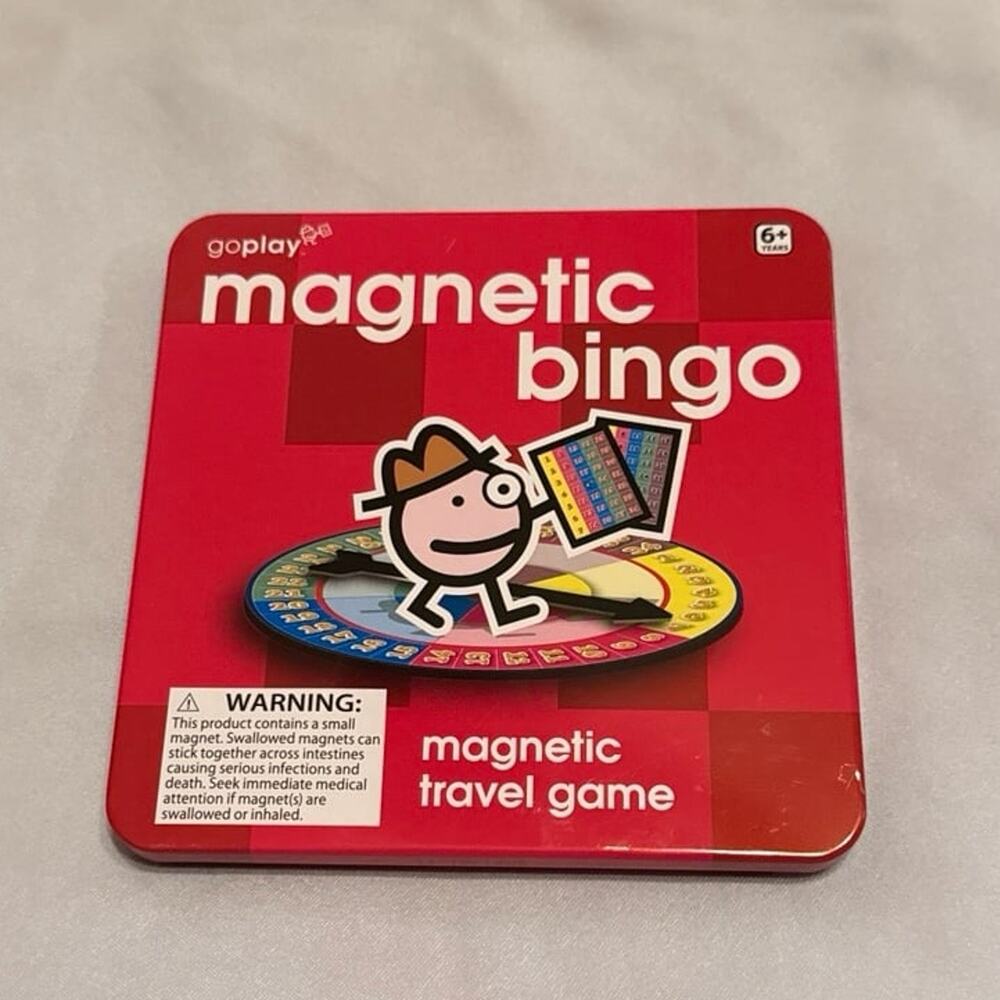 goplay
6+
YEARS
magnetic
bingo
WARNING:
This product contains a small
magnet. Swallowed magnets can
stick together across intestines
causing serious infections and
death. Seek immediate medical
attention if magnet(s) are
swallowed or inhaled.
magnetic
travel game